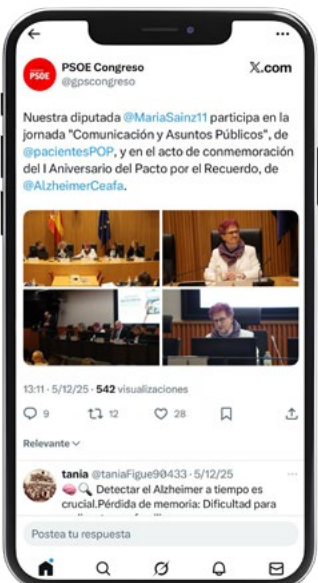 PSOE
PSOE Congreso
@gpscongreso
X.com
Nuestra diputada @MariaSainz11 participa en la
jornada "Comunicación y Asuntos Públicos", de
@pacientesPOP, y en el acto de conmemoración
del I Aniversario del Pacto por el Recuerdo, de
@AlzheimerCeafa.
13:11 · 5/12/25 · 542 visualizaciones
9 12 28
Relevante
tania @taniaFigue90433 · 5/12/25
Detectar el Alzheimer a tiempo es
crucial.Pérdida de memoria: Dificultad para
Postea tu respuesta